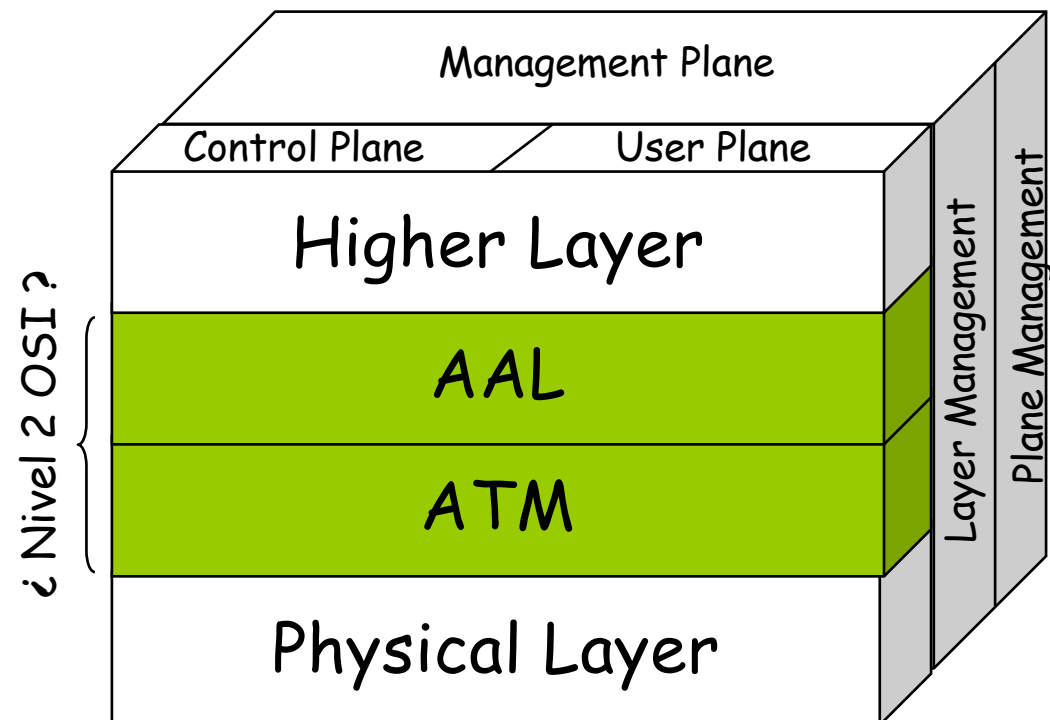 Management Plane
Control Plane
User Plane
Higher Layer
AAL
ATM
Physical Layer
¿ Nivel 2 OSI ?
Layer Management
Plane Management